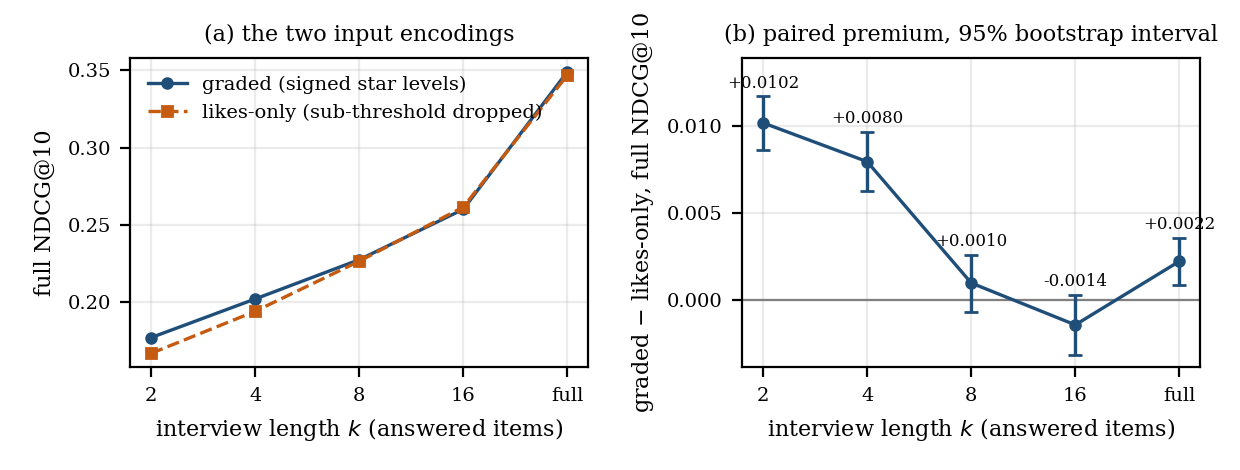 (a) the two input encodings
full NDCG@10
0.35
0.30
0.25
0.20
graded (signed star levels)
likes-only (sub-threshold dropped)
2
4
8
16
full
interview length k (answered items)
(b) paired premium, 95% bootstrap interval
graded − likes-only, full NDCG@10
0.010
0.005
0.000
+0.0102
+0.0080
+0.0010
-0.0014
+0.0022
2
4
8
16
full
interview length k (answered items)